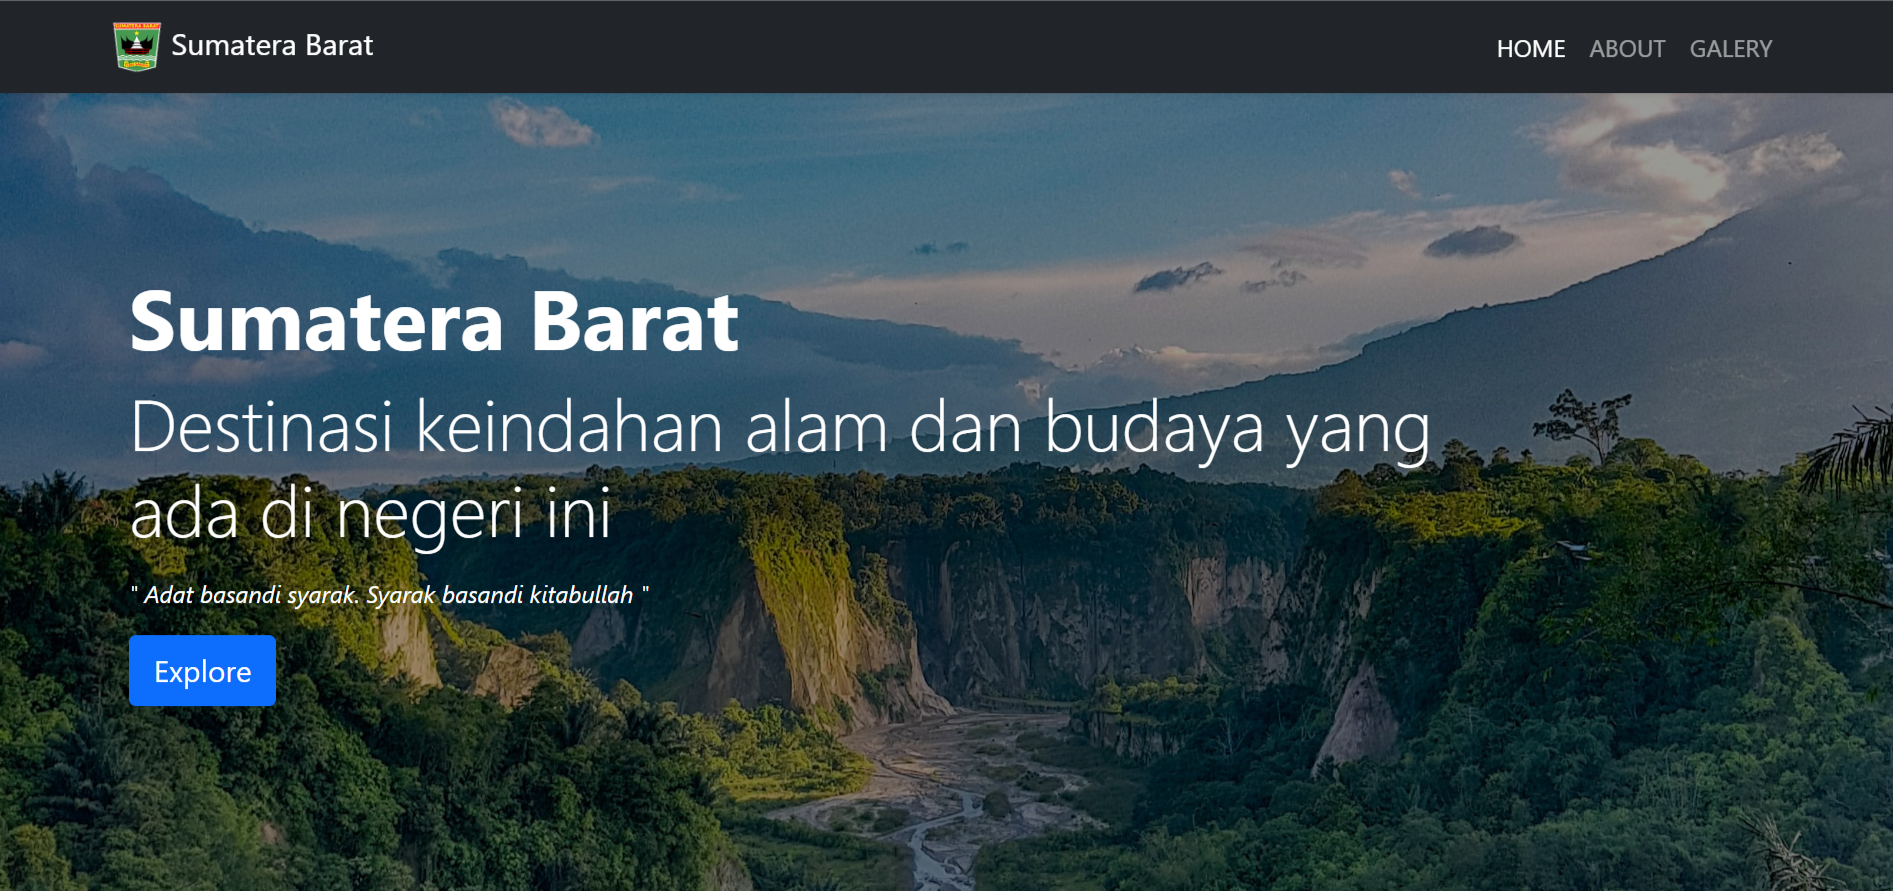 Sumatera Barat
HOME ABOUT GALERY
Sumatera Barat
Destinasi keindahan alam dan budaya yang
ada di negeri ini
" Adat basandi syarak. Syarak basandi kitabullah "
Explore